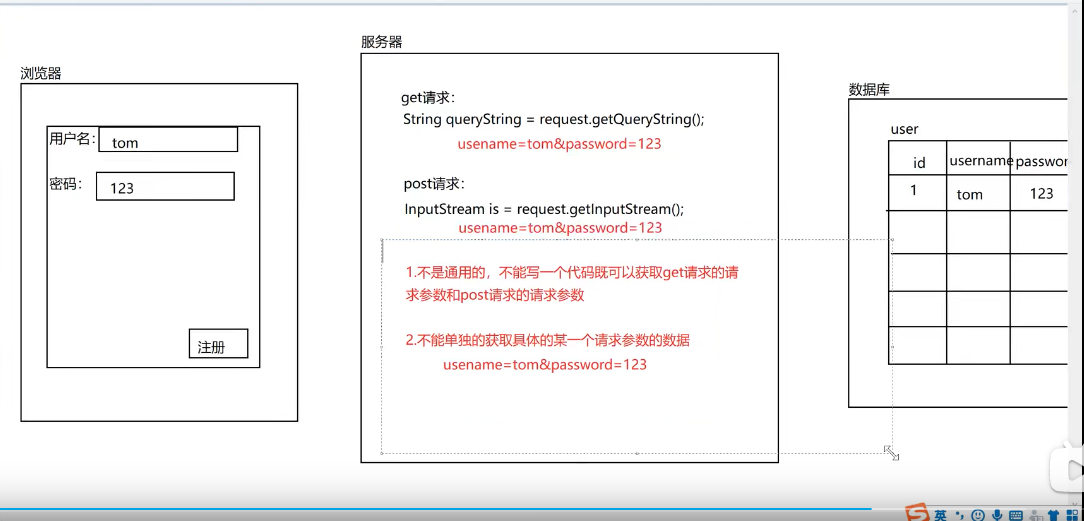 服务器
浏览器
数据库
get请求：
String queryString = request.getQueryString();
usename=tom&password=123
post请求：
InputStream is = request.getInputStream();
usename=tom&password=123
1.不是通用的，不能写一个代码既可以获取get请求的请
求参数和post请求的请求参数
2.不能单独的获取具体的某一个请求参数的数据
usename=tom&password=123
用户名： tom
密码： 123
注册
user
id username passwor
1 tom 123
英